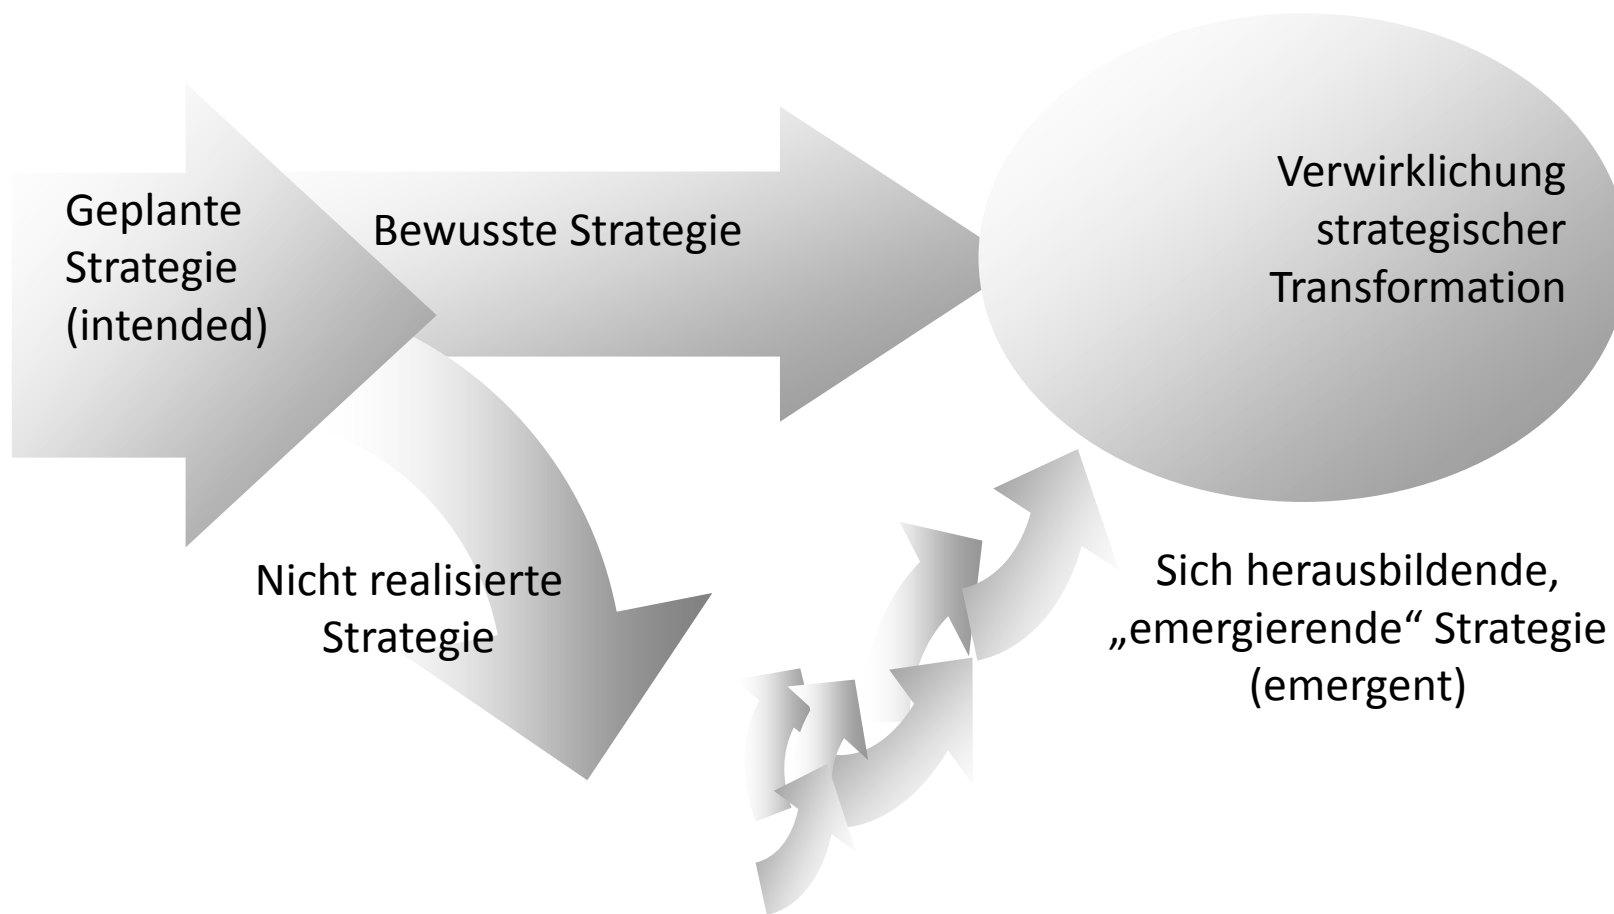 Geplante
Strategie
(intended)
Bewusste Strategie
Verwirklichung
strategischer
Transformation
Nicht realisierte
Strategie
Sich herausbildende,
„emergierende“ Strategie
(emergent)